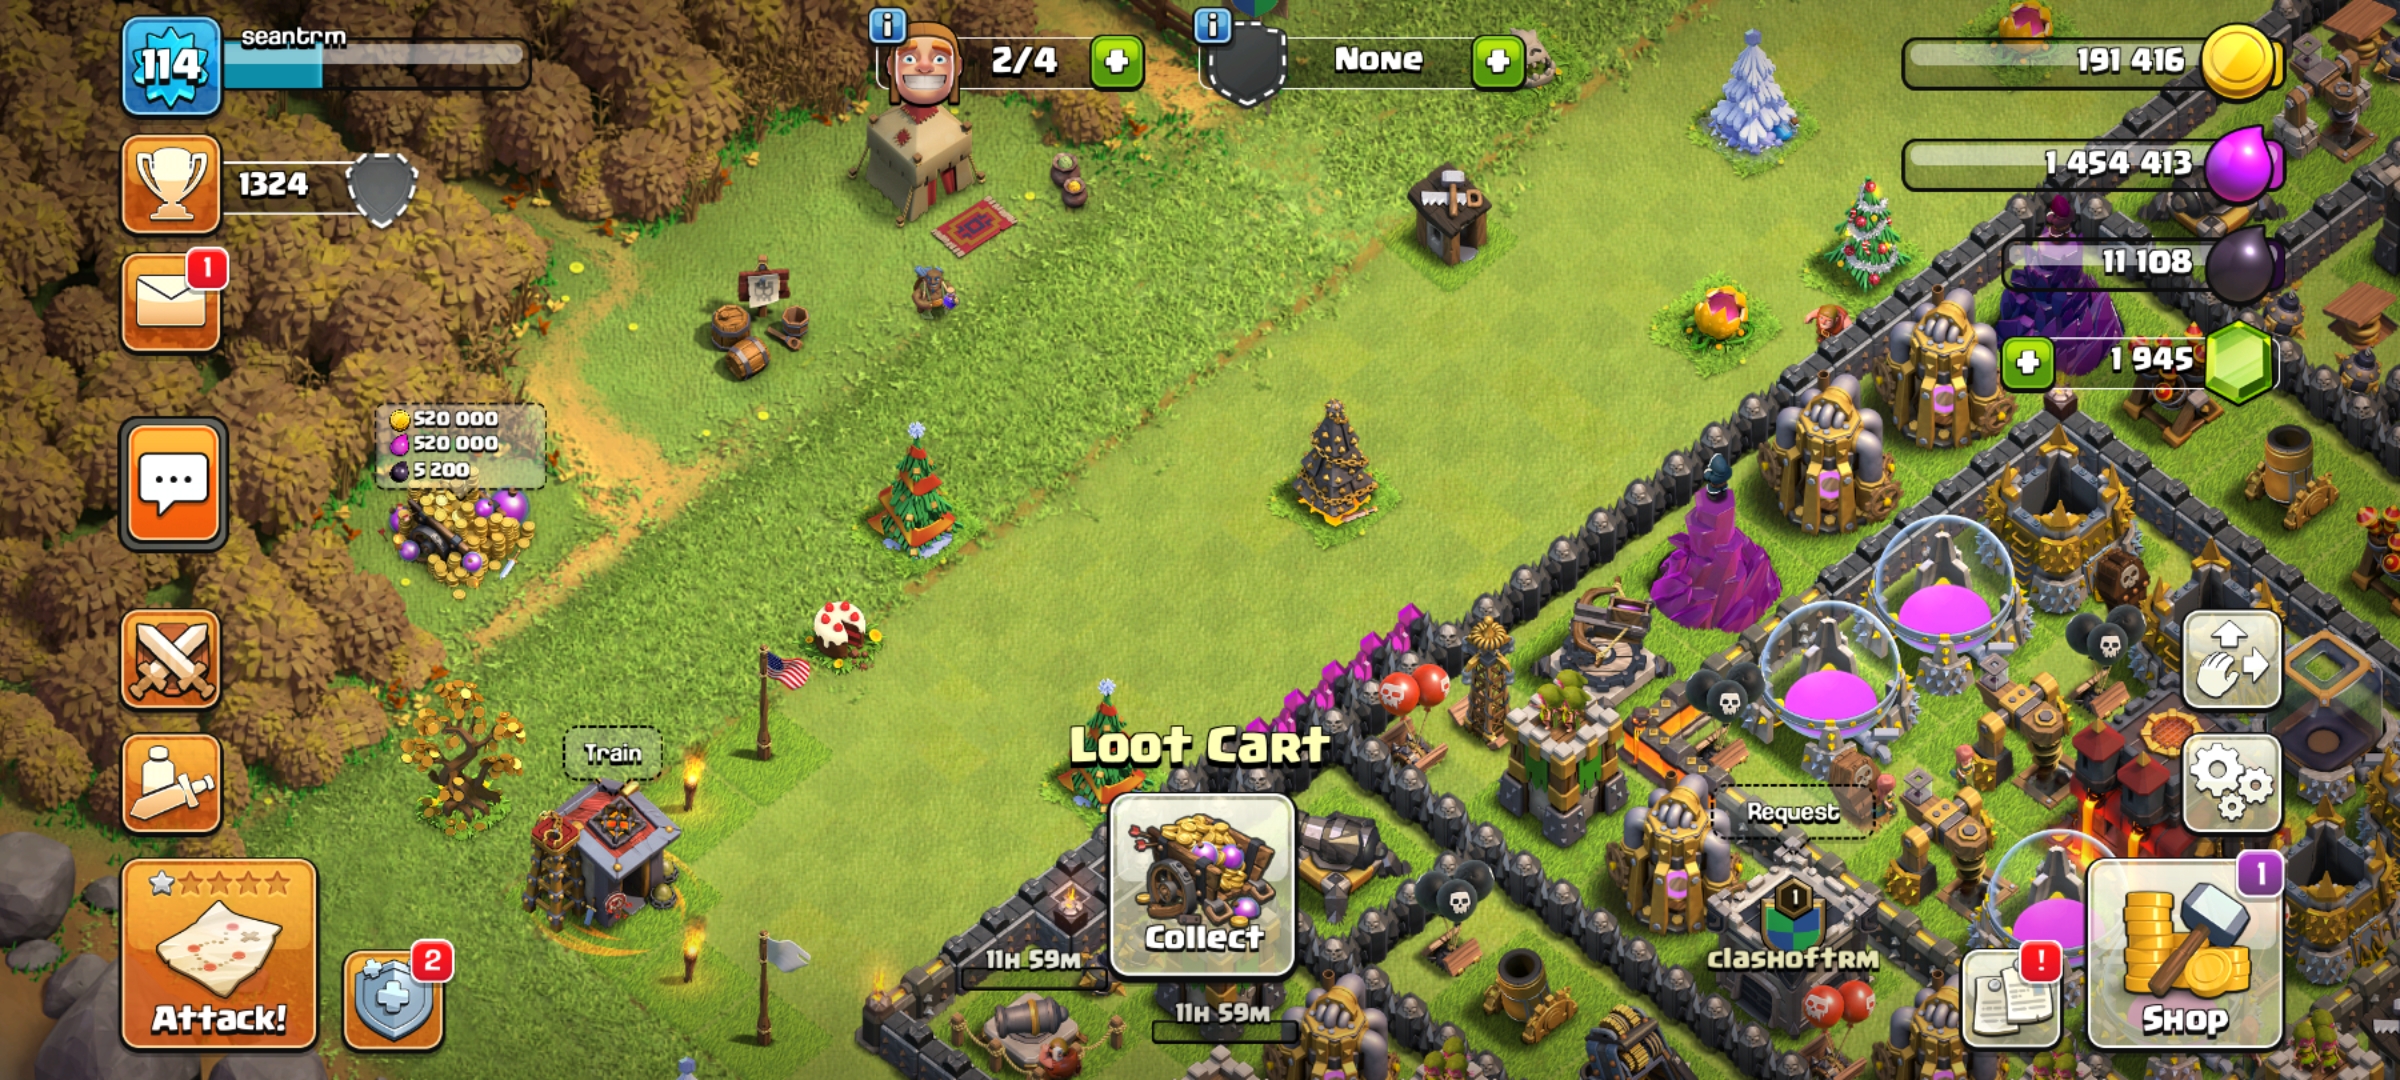 114
seantrm
i
2/4
i
None
191 416
1324
1 454 413
1
11 108
1 945
520 000
520 000
5 200
Train
Loot Cart
Request
Collect
1
clashoftrm
11H 59M
11H 59M
2
Attack!
!
1
Shop